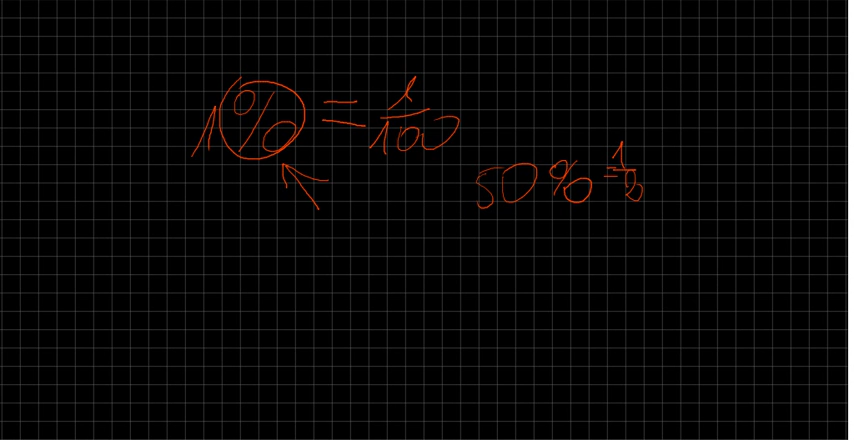 1% = 1/100
50% = 1/2